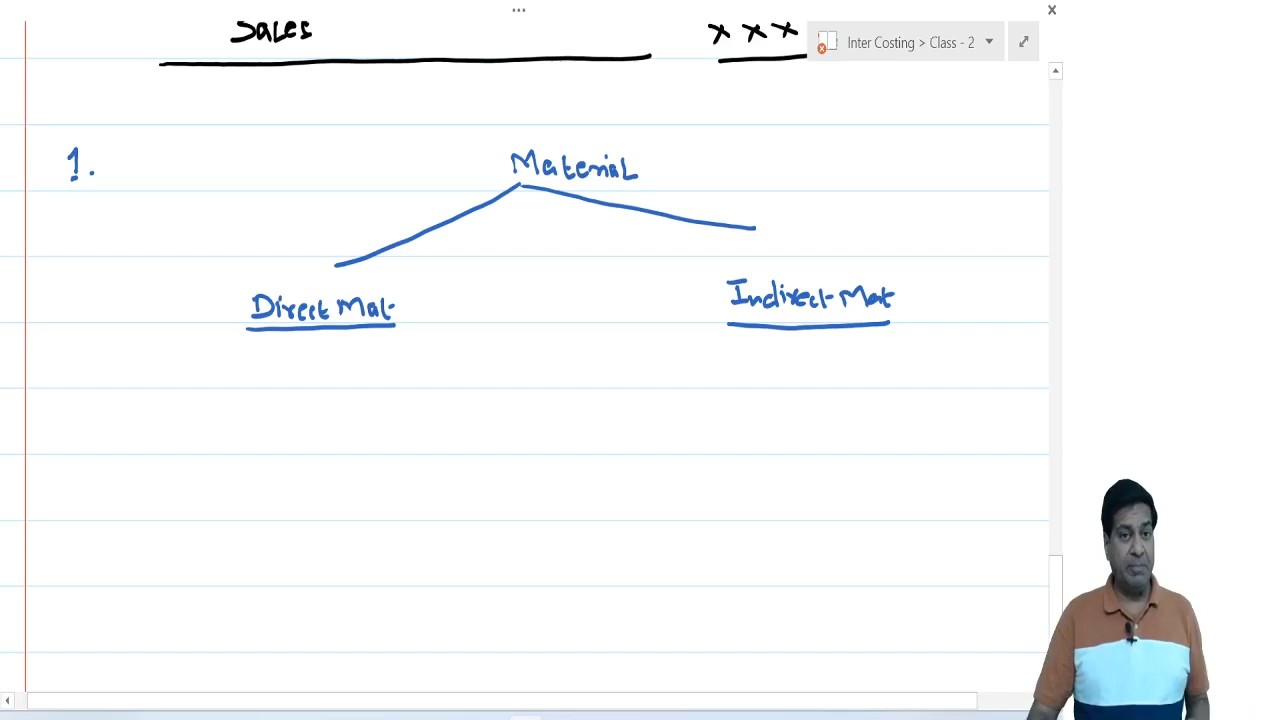 Sales x x x
Inter Costing > Class - 2
1. Material
Direct Mat Indirect Mat